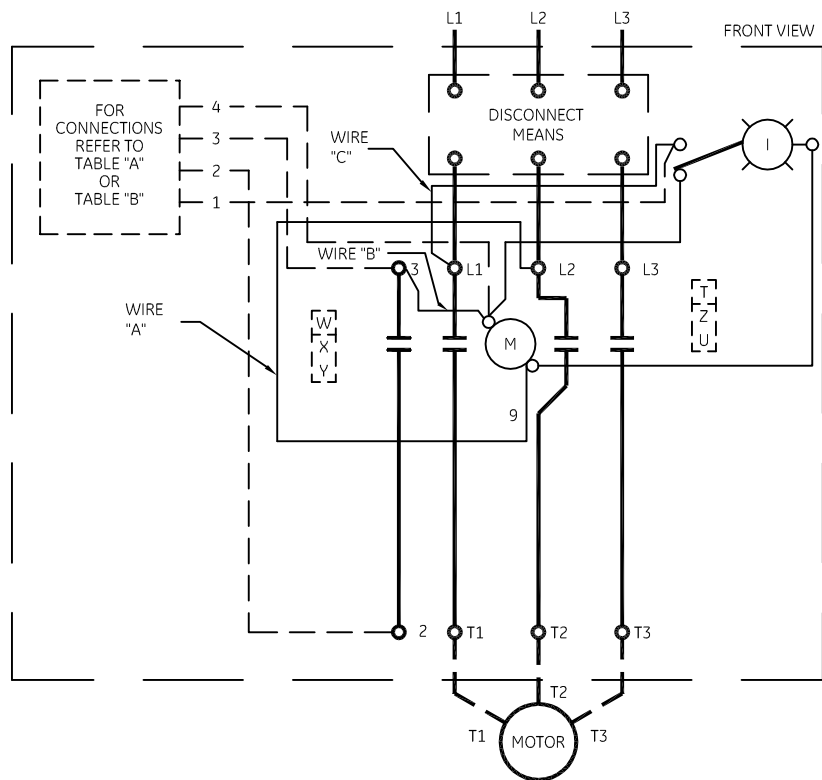 L1
L2
L3
FRONT VIEW
FOR
CONNECTIONS
REFER TO
TABLE "A"
OR
TABLE "B"
4
3
2
1
DISCONNECT
MEANS
I
WIRE
"C"
WIRE "B"
3
L1
L2
L3
WIRE
"A"
W
X
Y
M
T
Z
U
9
2
T1
T2
T3
T2
T1
MOTOR
T3